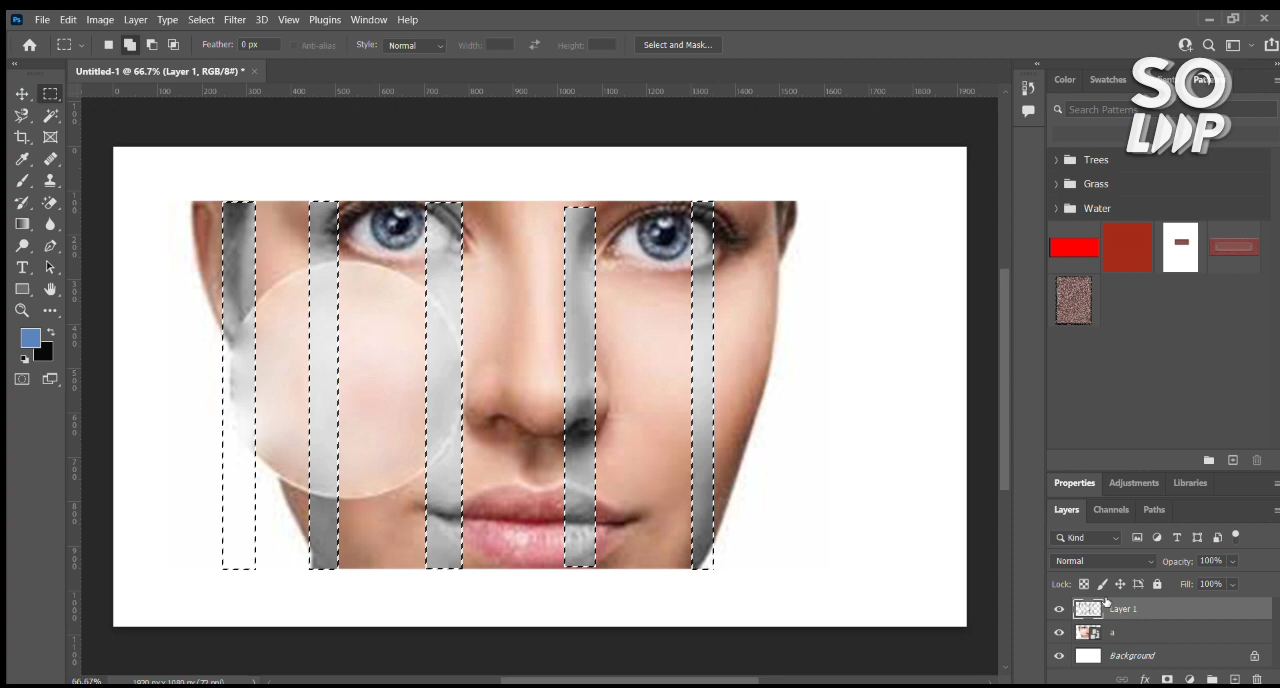 Ps File Edit Image Layer Type Select Filter 3D View Plugins Window Help
Feather: 0 px Anti-alias Style: Normal Width: Height: Select and Mask...
Untitled-1 @ 66.7% (Layer 1, RGB/8#) * ×
Color Swatches
SO
LOOP
0 100 200 300 400 500 600 700 800 900 1000 1100 1200 1300 1400 1500 1600 1700 1800 1900
Search Patterns
Trees
Grass
Water
Properties Adjustments Libraries
Layers Channels Paths
Kind
Normal Opacity: 100%
Lock: Fill: 100%
Layer 1
a
Background
66.67% 1920 px x 1080 px (72 ppi)